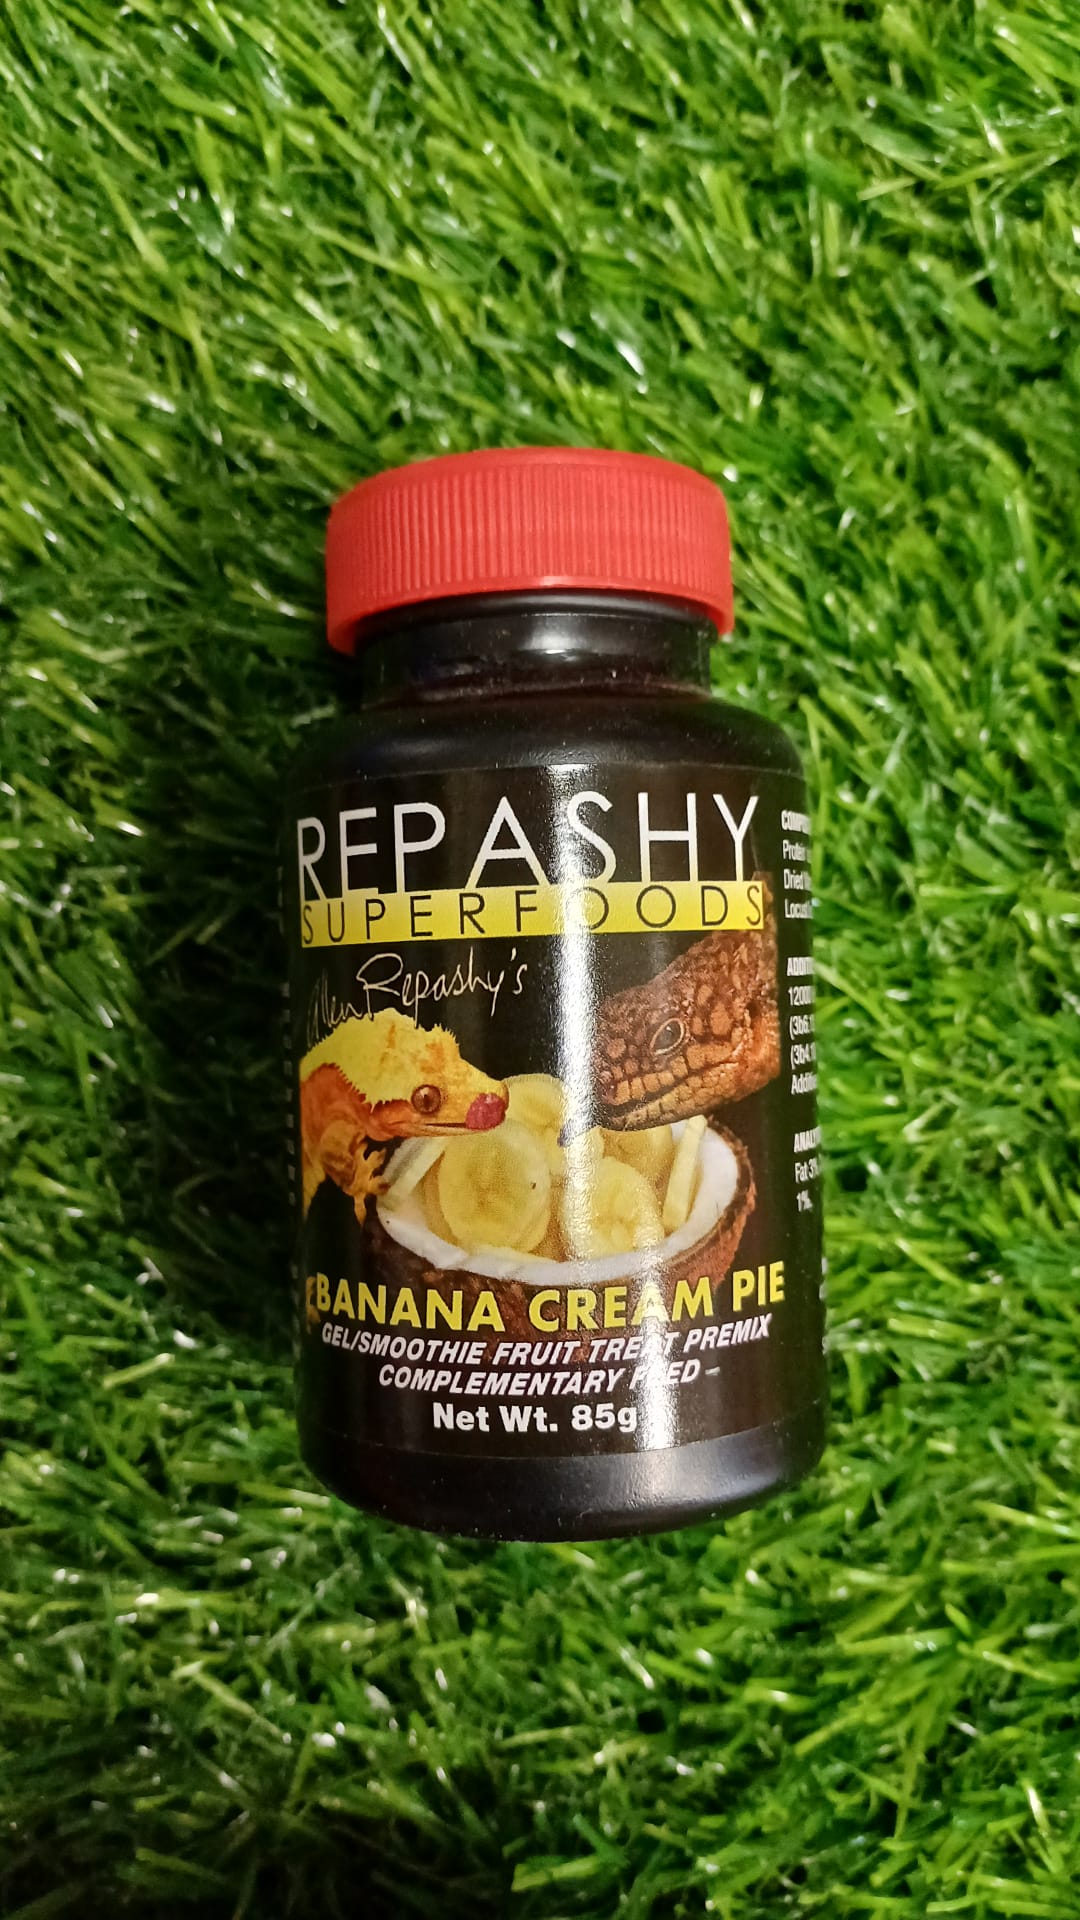 REPASHY
SUPERFOODS
Allen Repashy's
BANANA CREAM PIE
GEL/SMOOTHIE FRUIT TREAT PREMIX
COMPLEMENTARY FEED –
Net Wt. 85g
Protein
Dried
Fat
1%.